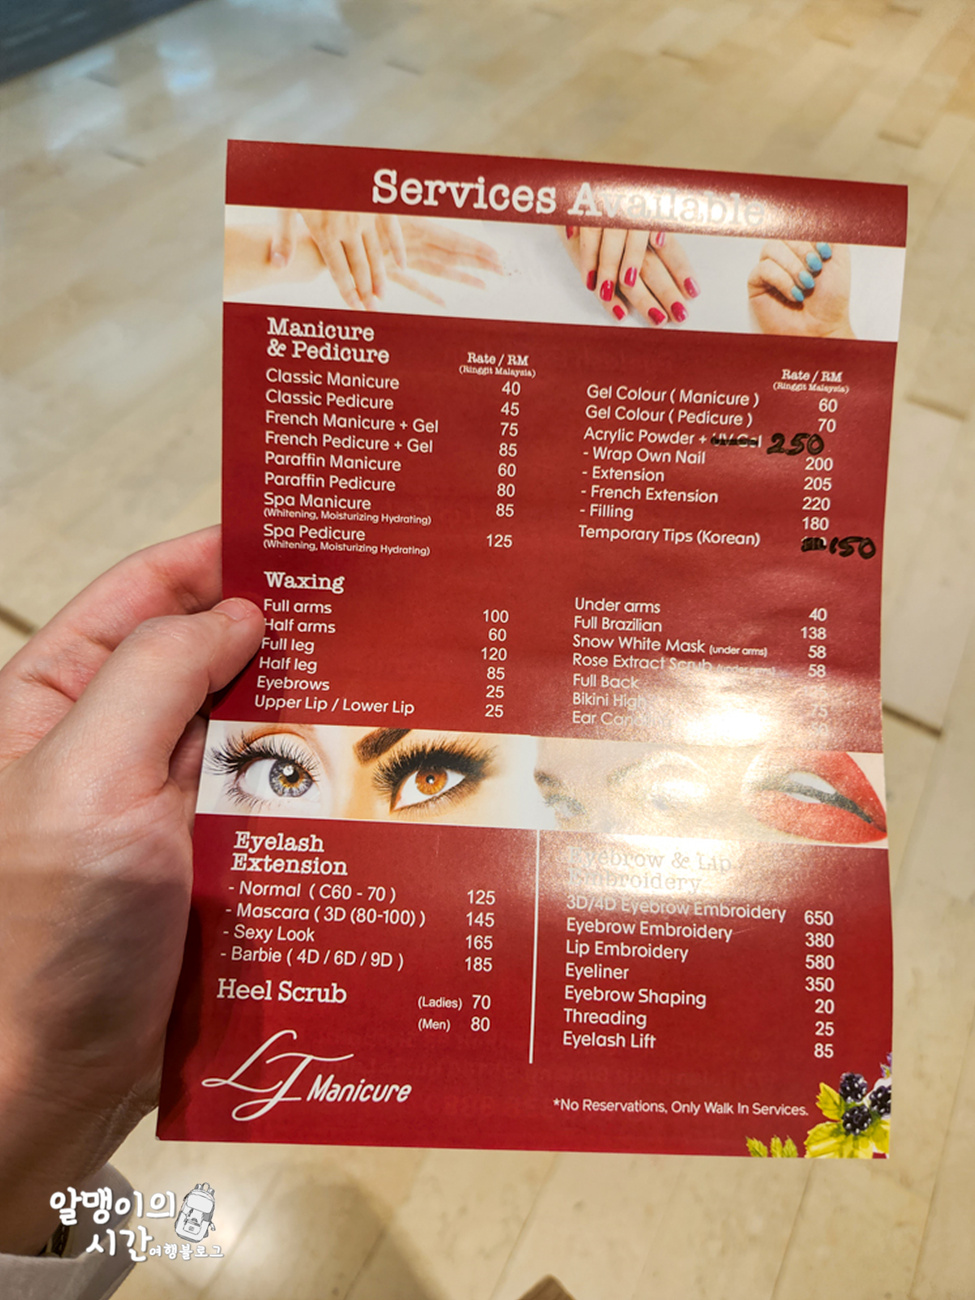 Services Available
Manicure
& Pedicure
Rate / RM
(Ringgit Malaysia)
Classic Manicure 40
Classic Pedicure 45
French Manicure + Gel 75
French Pedicure + Gel 85
Paraffin Manicure 60
Paraffin Pedicure 80
Spa Manicure 85
(Whitening, Moisturizing Hydrating)
Spa Pedicure 125
(Whitening, Moisturizing Hydrating)
Rate / RM
(Ringgit Malaysia)
Gel Colour ( Manicure ) 60
Gel Colour ( Pedicure ) 70
Acrylic Powder + 250
- Wrap Own Nail 200
- Extension 205
- French Extension 220
- Filling 180
Temporary Tips (Korean) 150
Waxing
Full arms 100
Half arms 60
Full leg 120
Half leg 85
Eyebrows 25
Upper Lip / Lower Lip 25
Under arms 40
Full Brazilian 138
Snow White Mask (under arms) 58
Rose Extract Scrub (under arms) 58
Full Back
Bikini High
Ear
Eyelash
Extension
- Normal ( C60 - 70 ) 125
- Mascara ( 3D (80-100) ) 145
- Sexy Look 165
- Barbie ( 4D / 6D / 9D ) 185
Heel Scrub
(Ladies) 70
(Men) 80
Eyebrow & Lip
Embroidery
3D/4D Eyebrow Embroidery 650
Eyebrow Embroidery 380
Lip Embroidery 580
Eyeliner 350
Eyebrow Shaping 20
Threading 25
Eyelash Lift 85
LJ Manicure
*No Reservations, Only Walk In Services.
알맹이의
시간 여행블로그